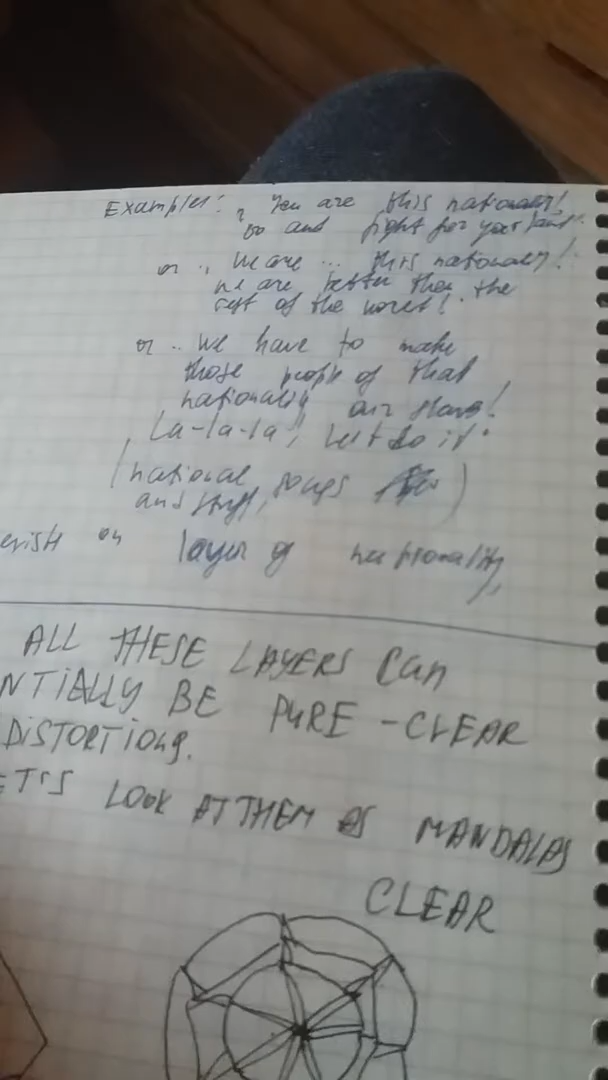 Examples: „ You are this nationality!
Go and fight for your land"
or „ We are ... this nationality!
we are better then the
rest of the world!
or „ we have to make
those people of that
nationality our slaves!
La-la-la! Let's do it"
(national songs
and stuff,
on layer of nationality
ALL THESE LAYERS CAN
NTIALLY BE PURE - CLEAR
DISTORTIONS.
ET'S LOOK AT THEM AS MANDALAS
CLEAR